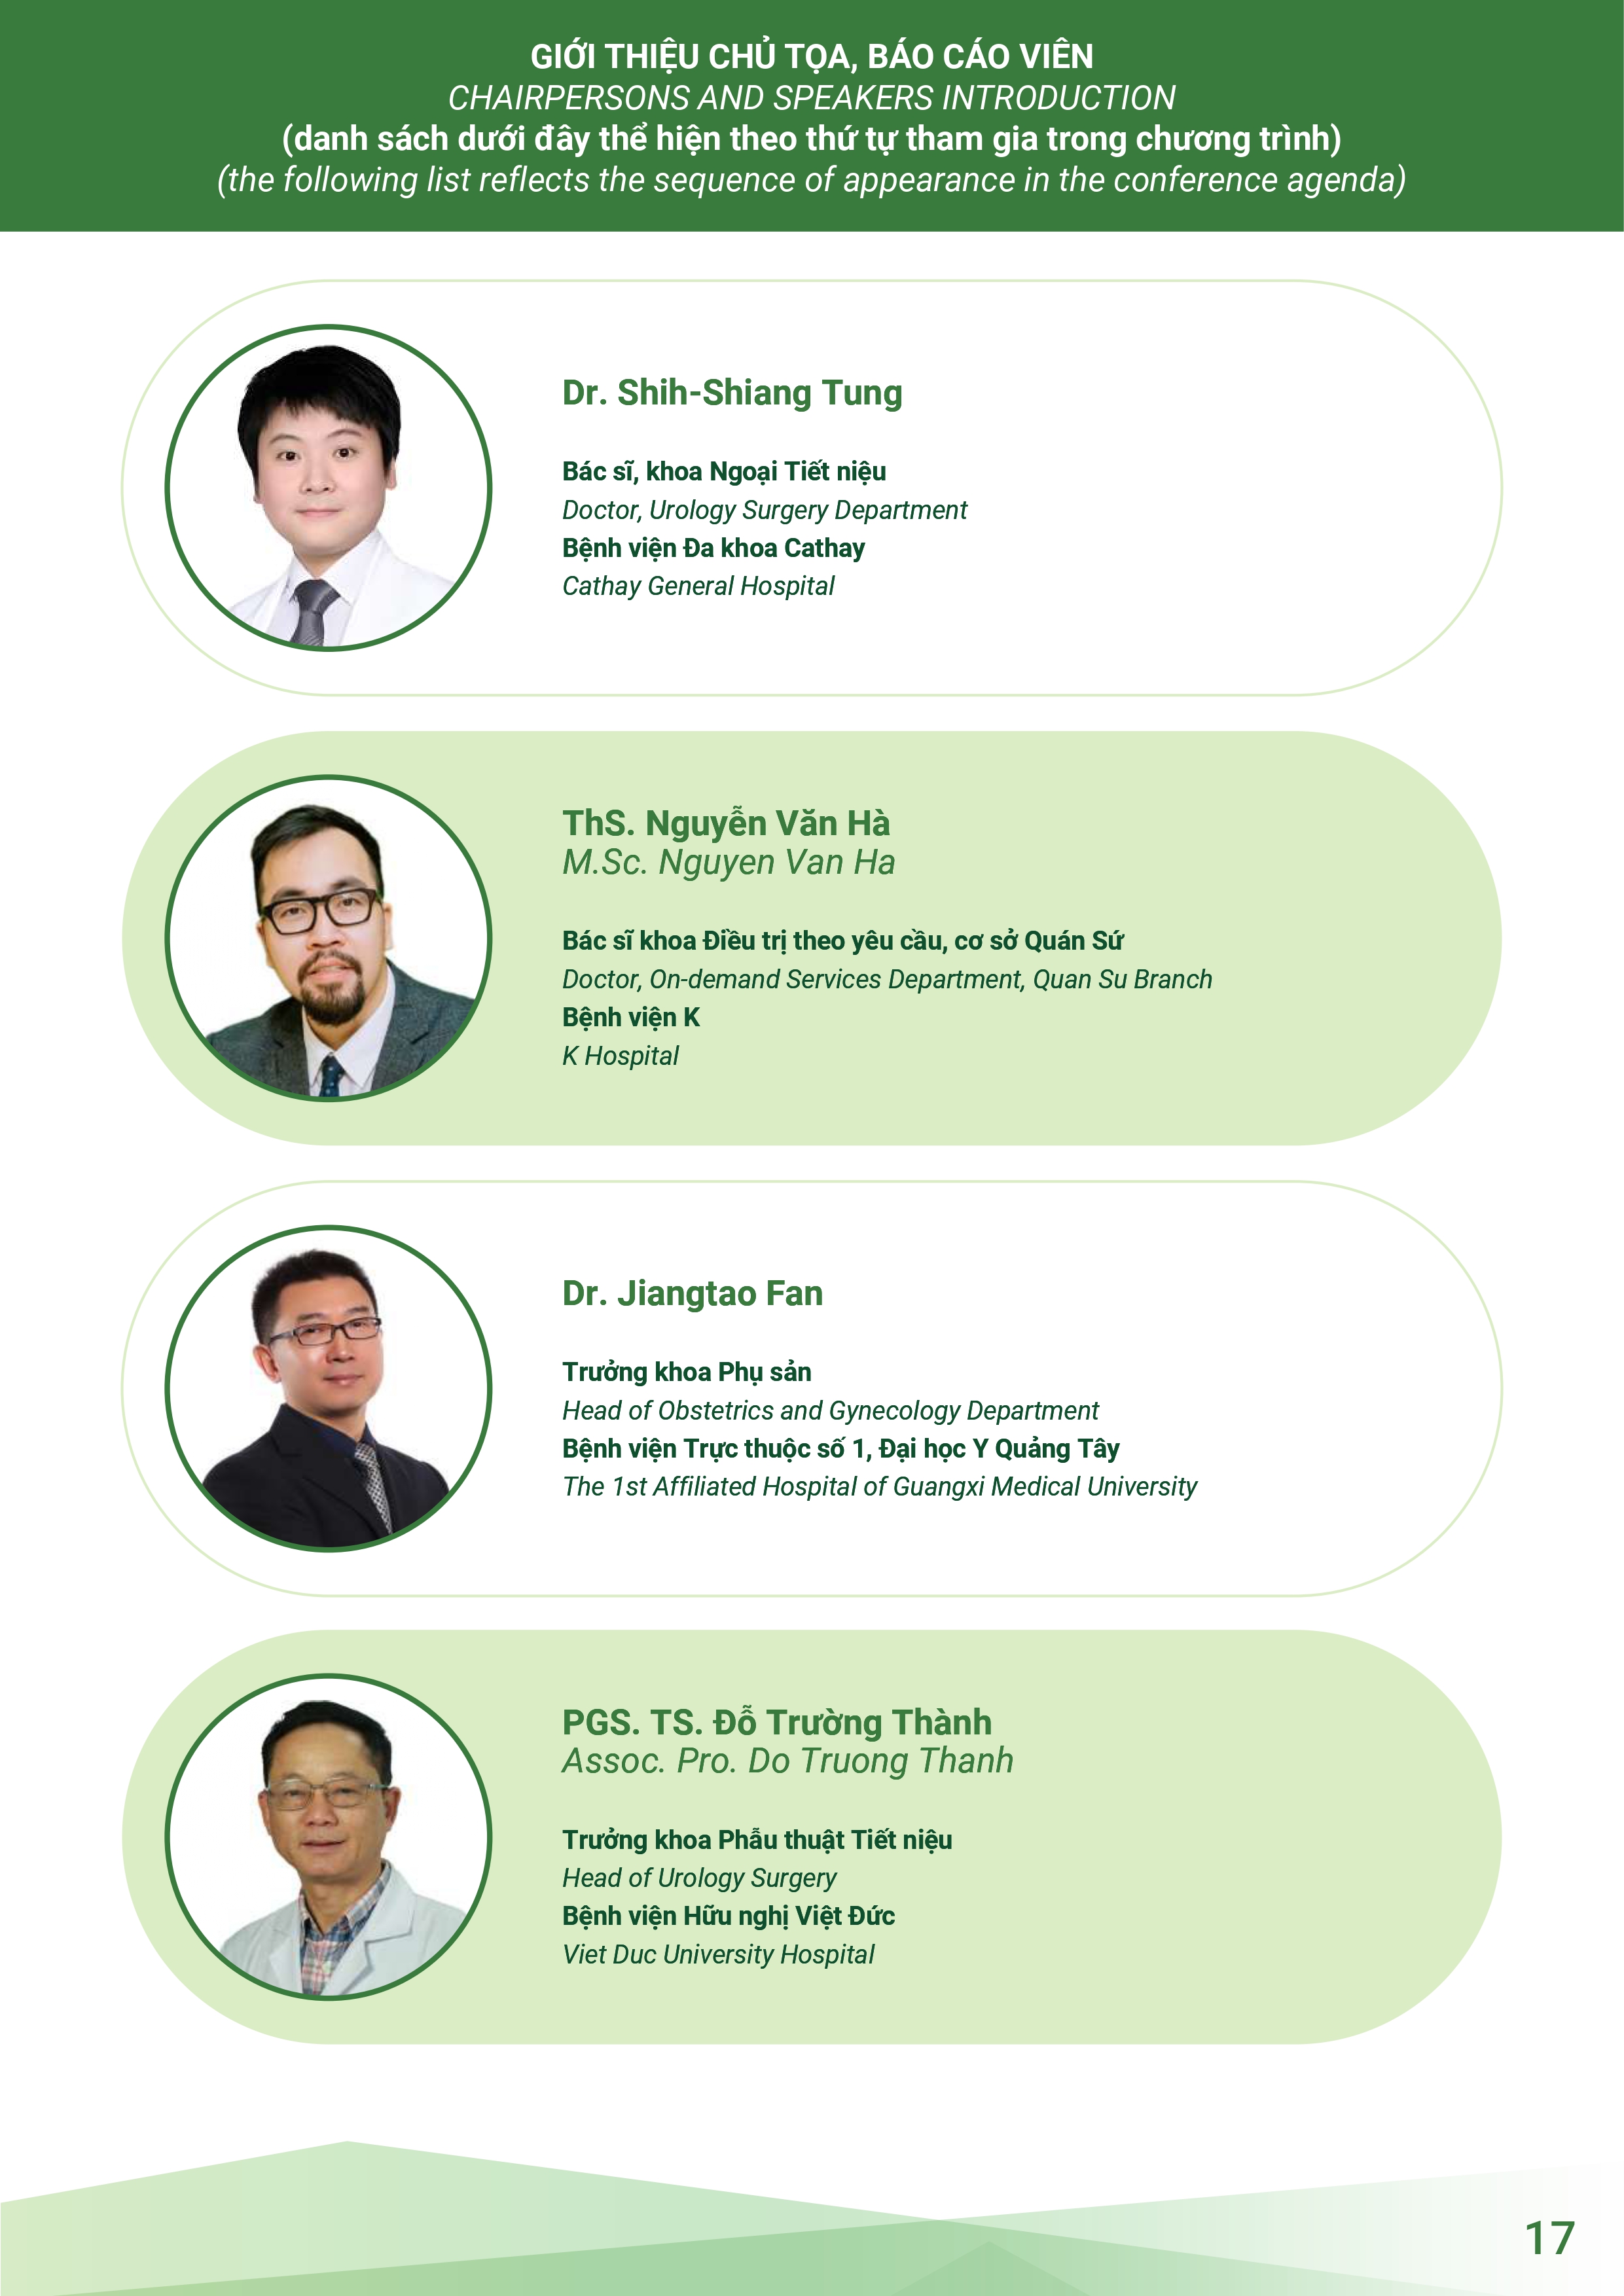 GIỚI THIỆU CHỦ TỌA, BÁO CÁO VIÊN
CHAIRPERSONS AND SPEAKERS INTRODUCTION
(danh sách dưới đây thể hiện theo thứ tự tham gia trong chương trình)
(the following list reflects the sequence of appearance in the conference agenda)
Dr. Shih-Shiang Tung
Bác sĩ, khoa Ngoại Tiết niệu
Doctor, Urology Surgery Department
Bệnh viện Đa khoa Cathay
Cathay General Hospital
ThS. Nguyễn Văn Hà
M.Sc. Nguyen Van Ha
Bác sĩ khoa Điều trị theo yêu cầu, cơ sở Quán Sứ
Doctor, On-demand Services Department, Quan Su Branch
Bệnh viện K
K Hospital
Dr. Jiangtao Fan
Trưởng khoa Phụ sản
Head of Obstetrics and Gynecology Department
Bệnh viện Trực thuộc số 1, Đại học Y Quảng Tây
The 1st Affiliated Hospital of Guangxi Medical University
PGS. TS. Đỗ Trường Thành
Assoc. Pro. Do Truong Thanh
Trưởng khoa Phẫu thuật Tiết niệu
Head of Urology Surgery
Bệnh viện Hữu nghị Việt Đức
Viet Duc University Hospital
17